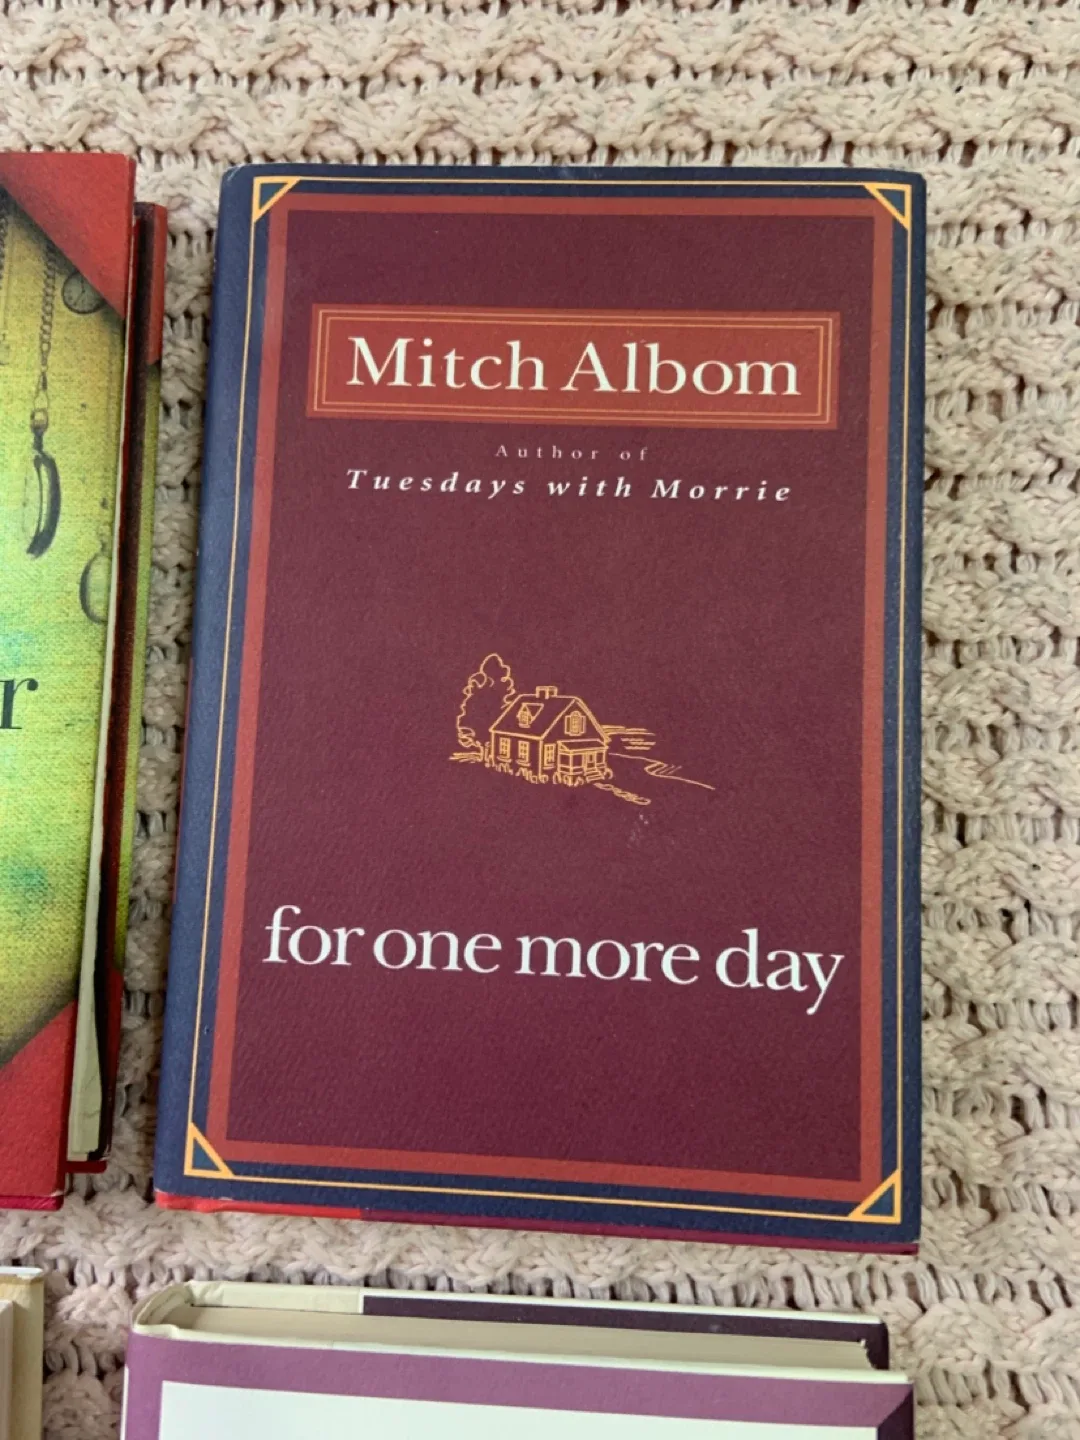 Mitch Albom
Author of
Tuesdays with Morrie
r
for one more day